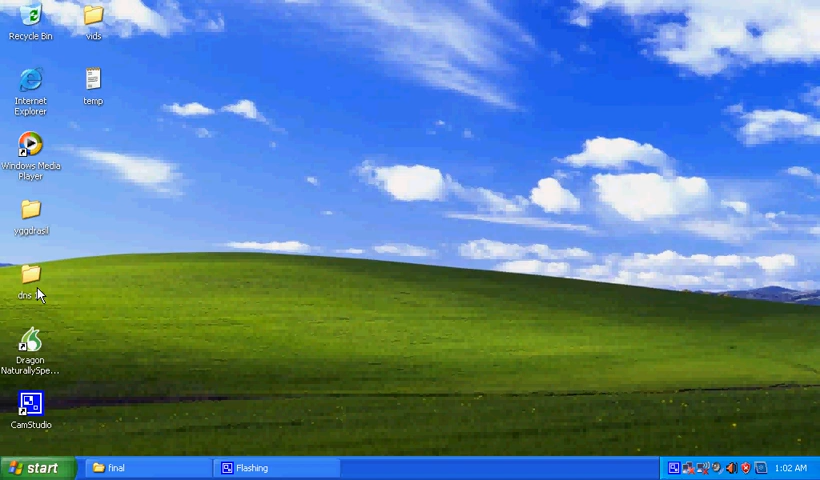 Recycle Bin
vids
Internet
Explorer
temp
Windows Media
Player
yggdrasil
dns
Dragon
NaturallySpe...
CamStudio
start
final
Flashing
1:02 AM